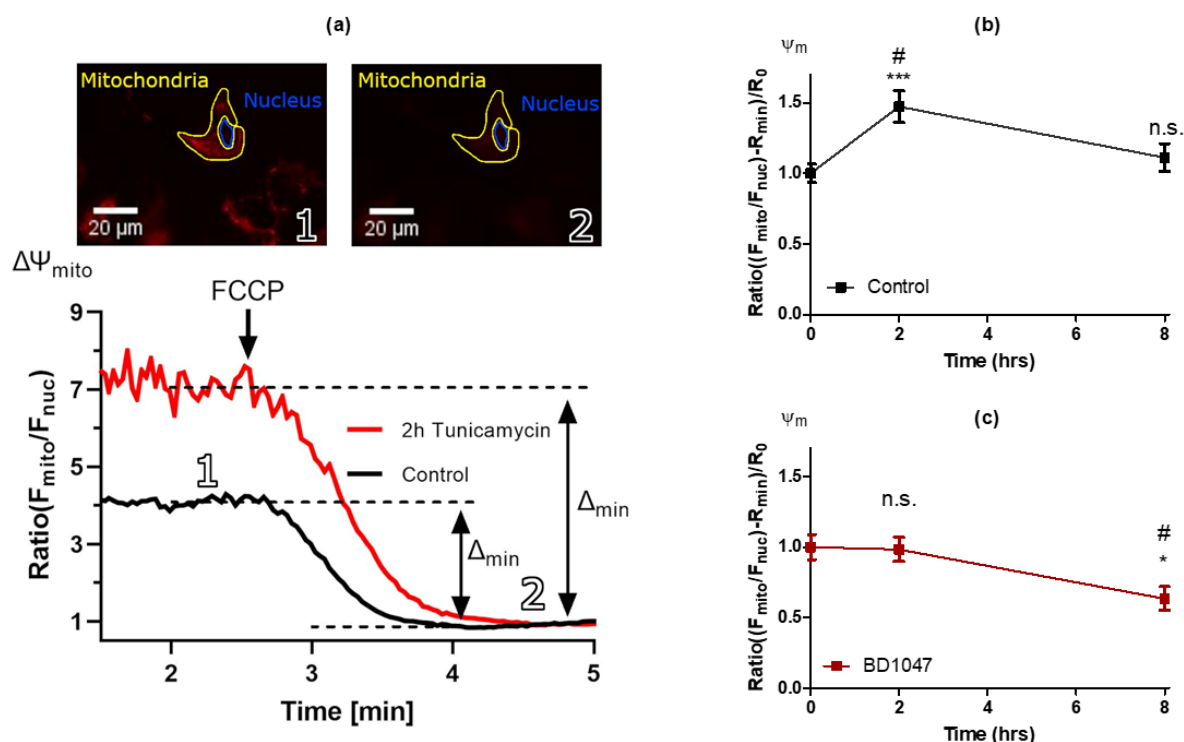 (a)
Mitochondria
Nucleus
20 µm
1
Mitochondria
Nucleus
20 µm
2
ΔΨmito
FCCP
9
7
5
3
1
Ratio(Fmito/Fnuc)
1
2h Tunicamycin
Control
Δmin
Δmin
2
2 3 4 5
Time [min]
(b)
Ψm
#
***
n.s.
1.5
1.0
0.5
0.0
Ratio((Fmito/Fnuc)-Rmin)/R0
Control
0 2 4 6 8
Time (hrs)
(c)
Ψm
n.s.
#
*
1.5
1.0
0.5
0.0
Ratio((Fmito/Fnuc)-Rmin)/R0
BD1047
0 2 4 6 8
Time (hrs)